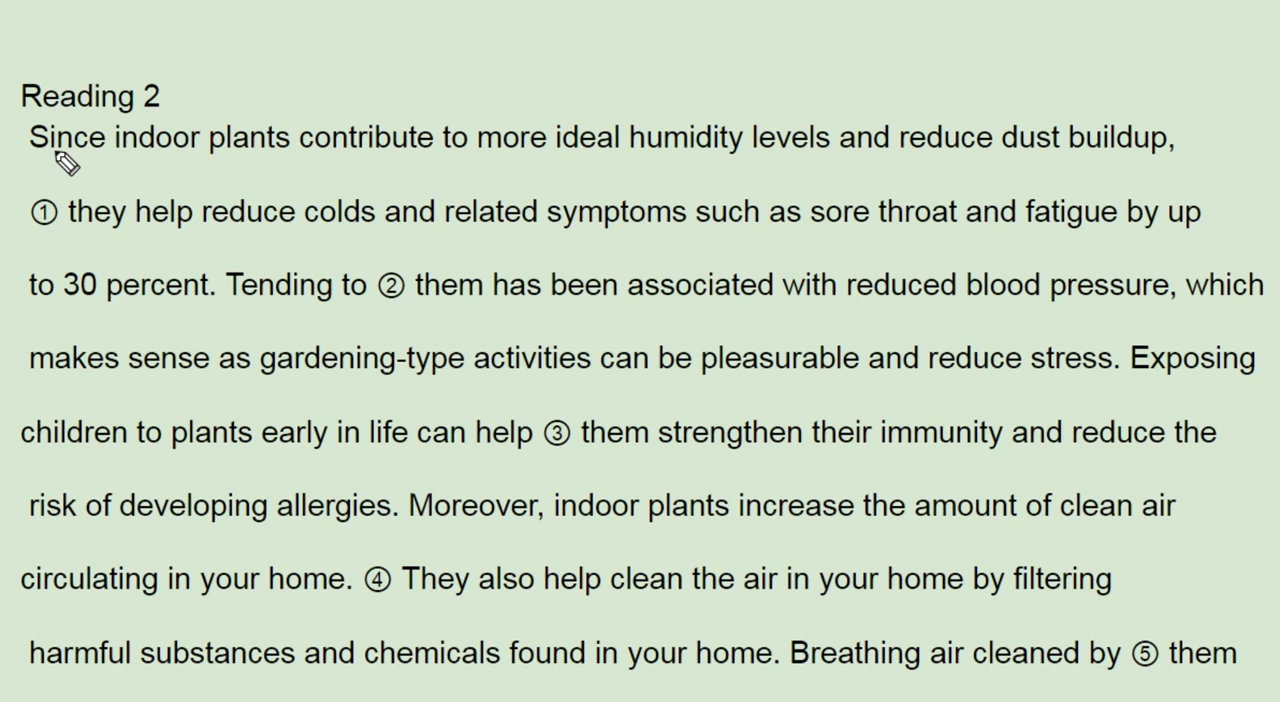 Reading 2
Since indoor plants contribute to more ideal humidity levels and reduce dust buildup,
① they help reduce colds and related symptoms such as sore throat and fatigue by up
to 30 percent. Tending to ② them has been associated with reduced blood pressure, which
makes sense as gardening-type activities can be pleasurable and reduce stress. Exposing
children to plants early in life can help ③ them strengthen their immunity and reduce the
risk of developing allergies. Moreover, indoor plants increase the amount of clean air
circulating in your home. ④ They also help clean the air in your home by filtering
harmful substances and chemicals found in your home. Breathing air cleaned by ⑤ them